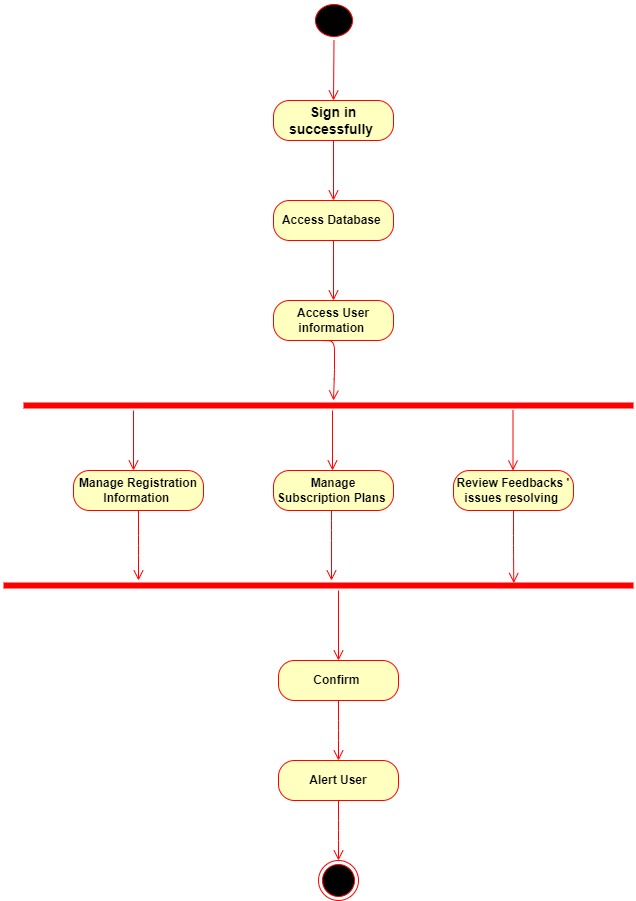 Sign in
successfully
Access Database
Access User
information
Manage Registration
Information
Manage
Subscription Plans
Review Feedbacks '
issues resolving
Confirm
Alert User